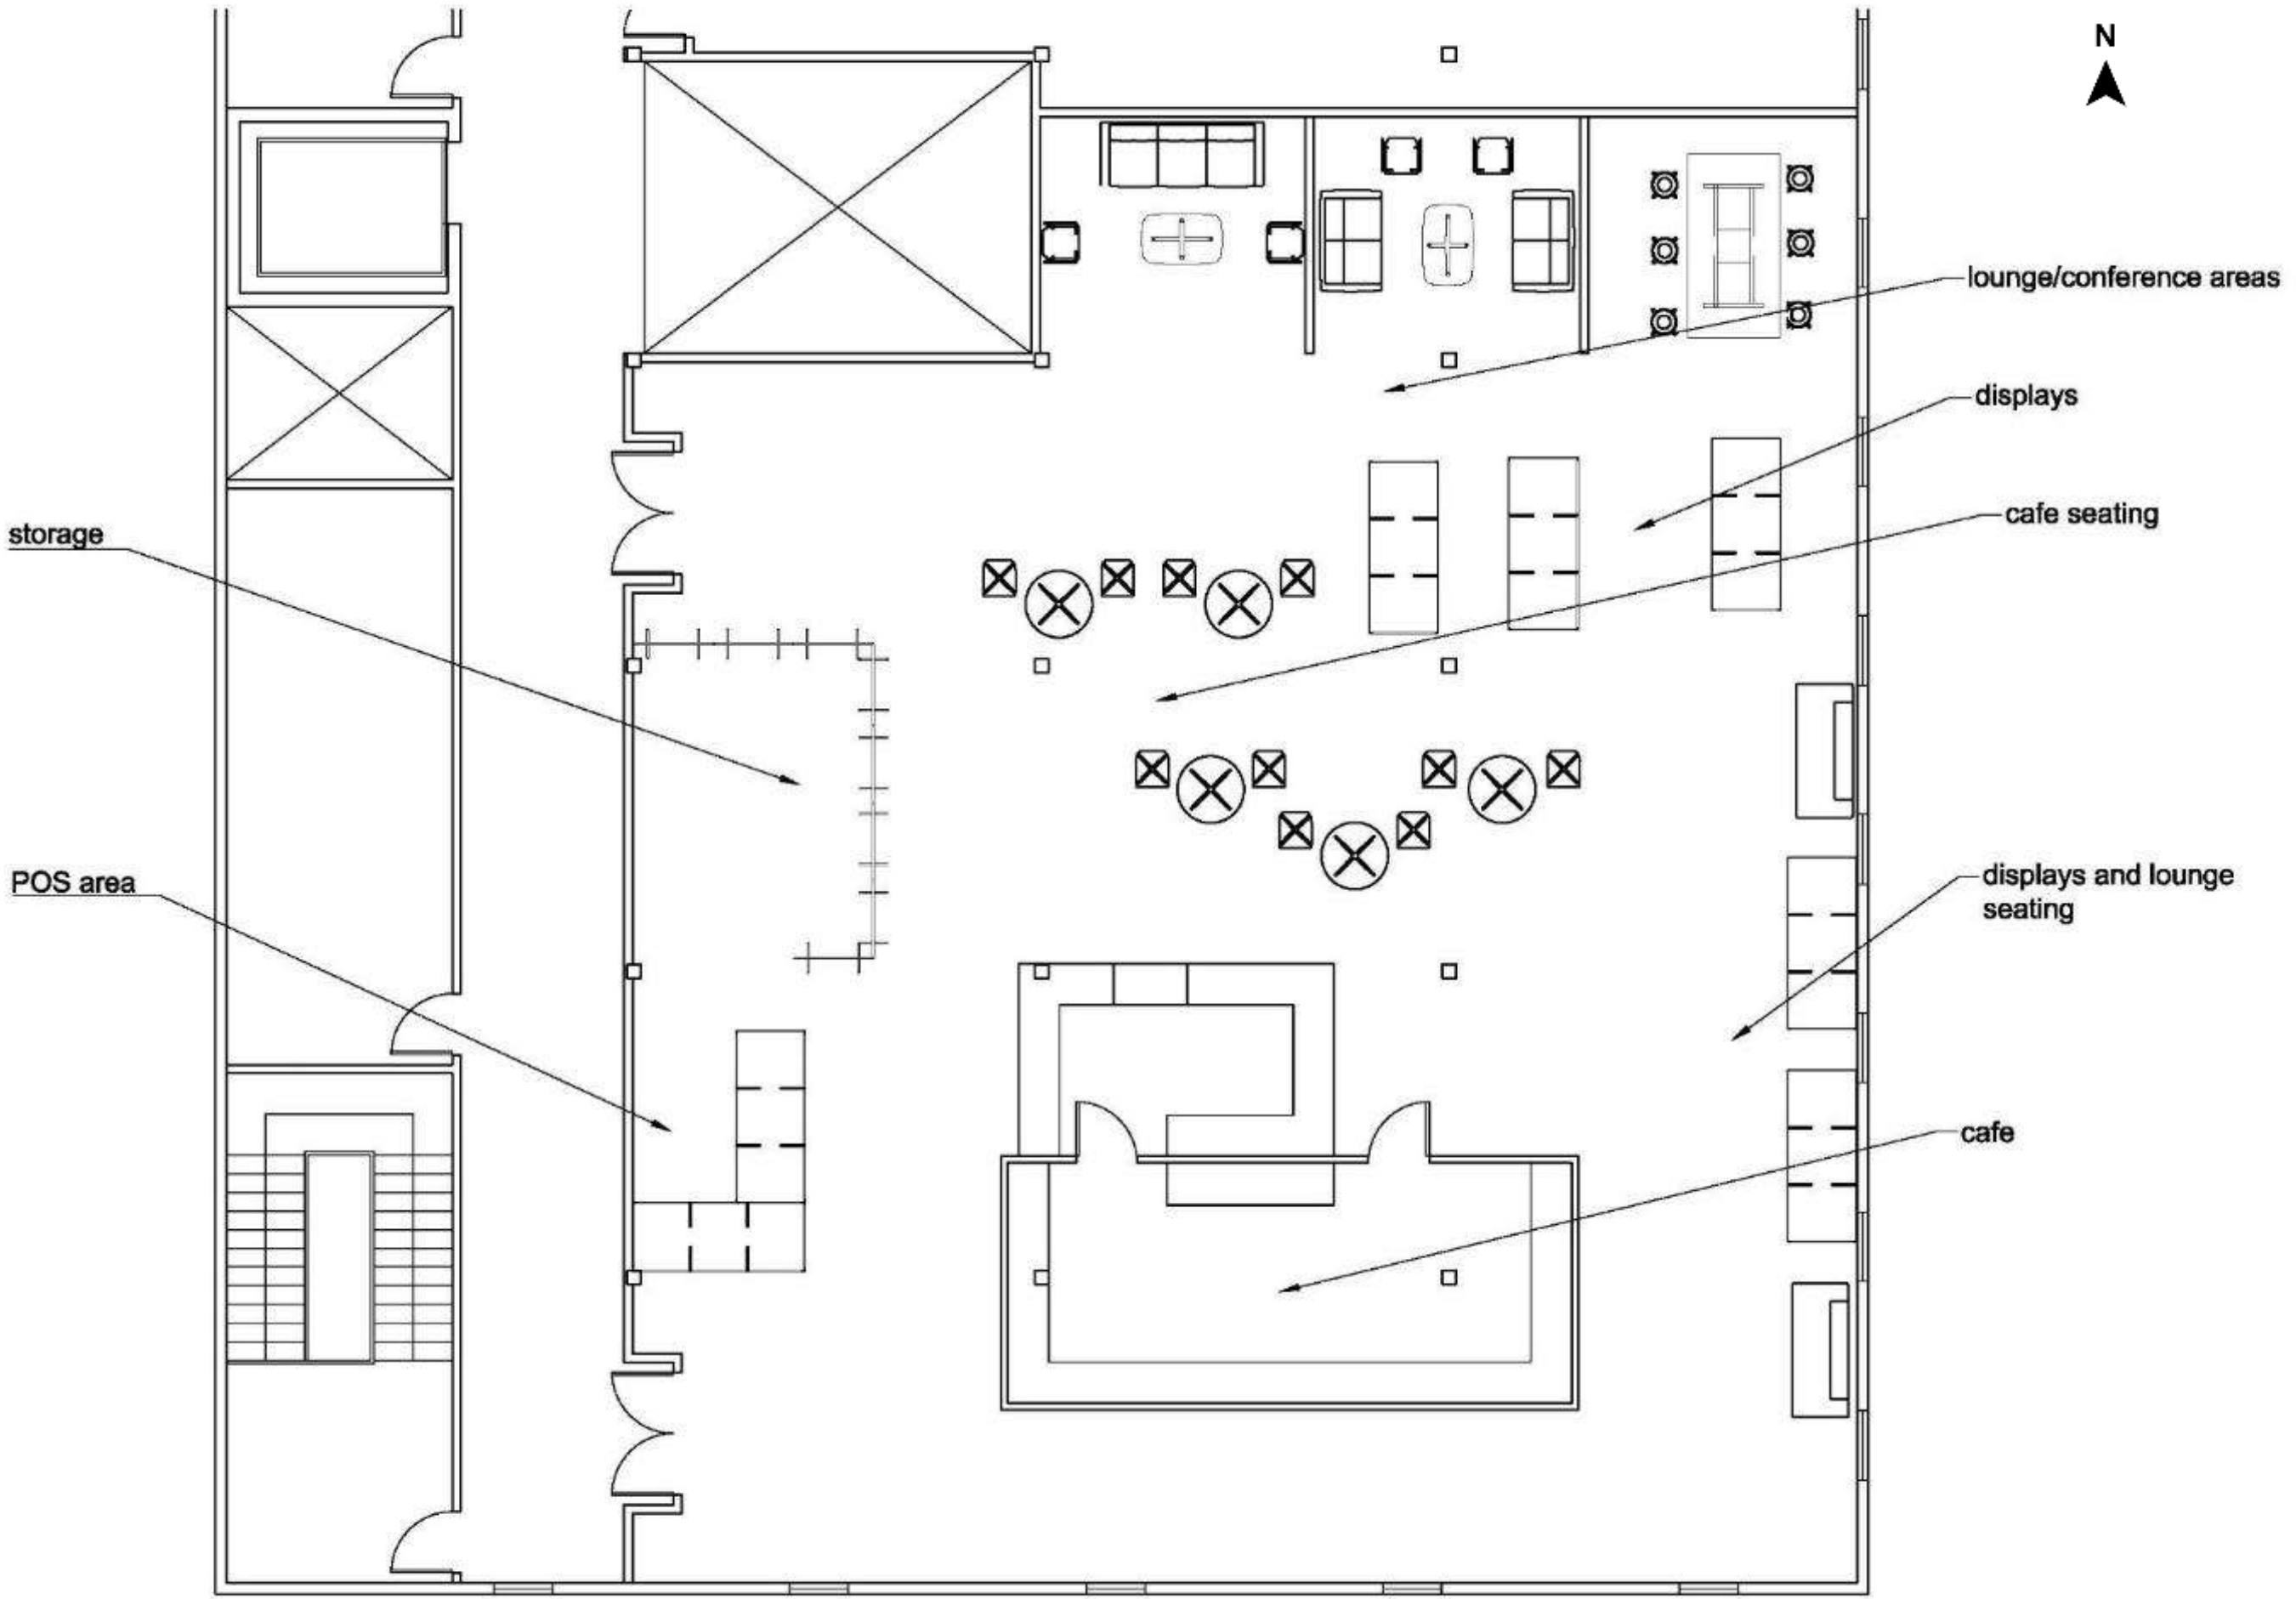 N
lounge/conference areas
displays
cafe seating
storage
POS area
displays and lounge
seating
cafe